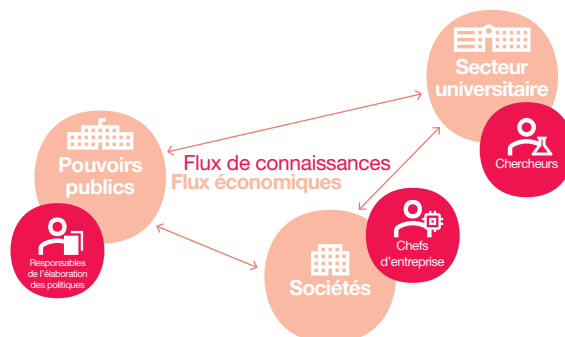 Secteur
universitaire
Chercheurs
Pouvoirs
publics
Flux de connaissances
Flux économiques
Responsables
de l'élaboration
des politiques
Chefs
d'entreprise
Sociétés